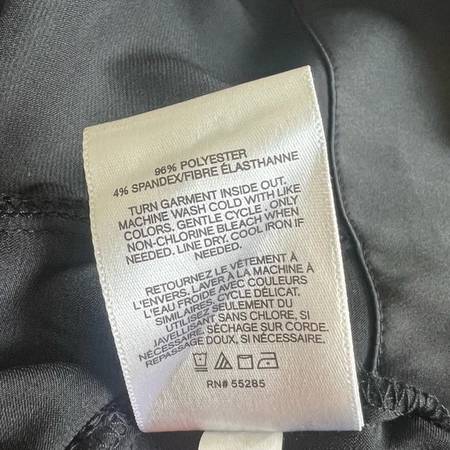 96% POLYESTER
4% SPANDEX/FIBRE ÉLASTHANNE
TURN GARMENT INSIDE OUT.
MACHINE WASH COLD WITH LIKE
COLORS. GENTLE CYCLE. ONLY
NON-CHLORINE BLEACH WHEN
NEEDED. LINE DRY. COOL IRON IF
NEEDED.
RETOURNEZ LE VÊTEMENT À
L'ENVERS. LAVER À LA MACHINE À
L'EAU FROIDE AVEC COULEURS
SIMILAIRES. CYCLE DÉLICAT.
UTILISEZ SEULEMENT DU
JAVELLISANT SANS CHLORE, SI
NÉCESSAIRE. SÉCHAGE SUR CORDE.
REPASSAGE DOUX, SI NÉCESSAIRE.
RN# 55285